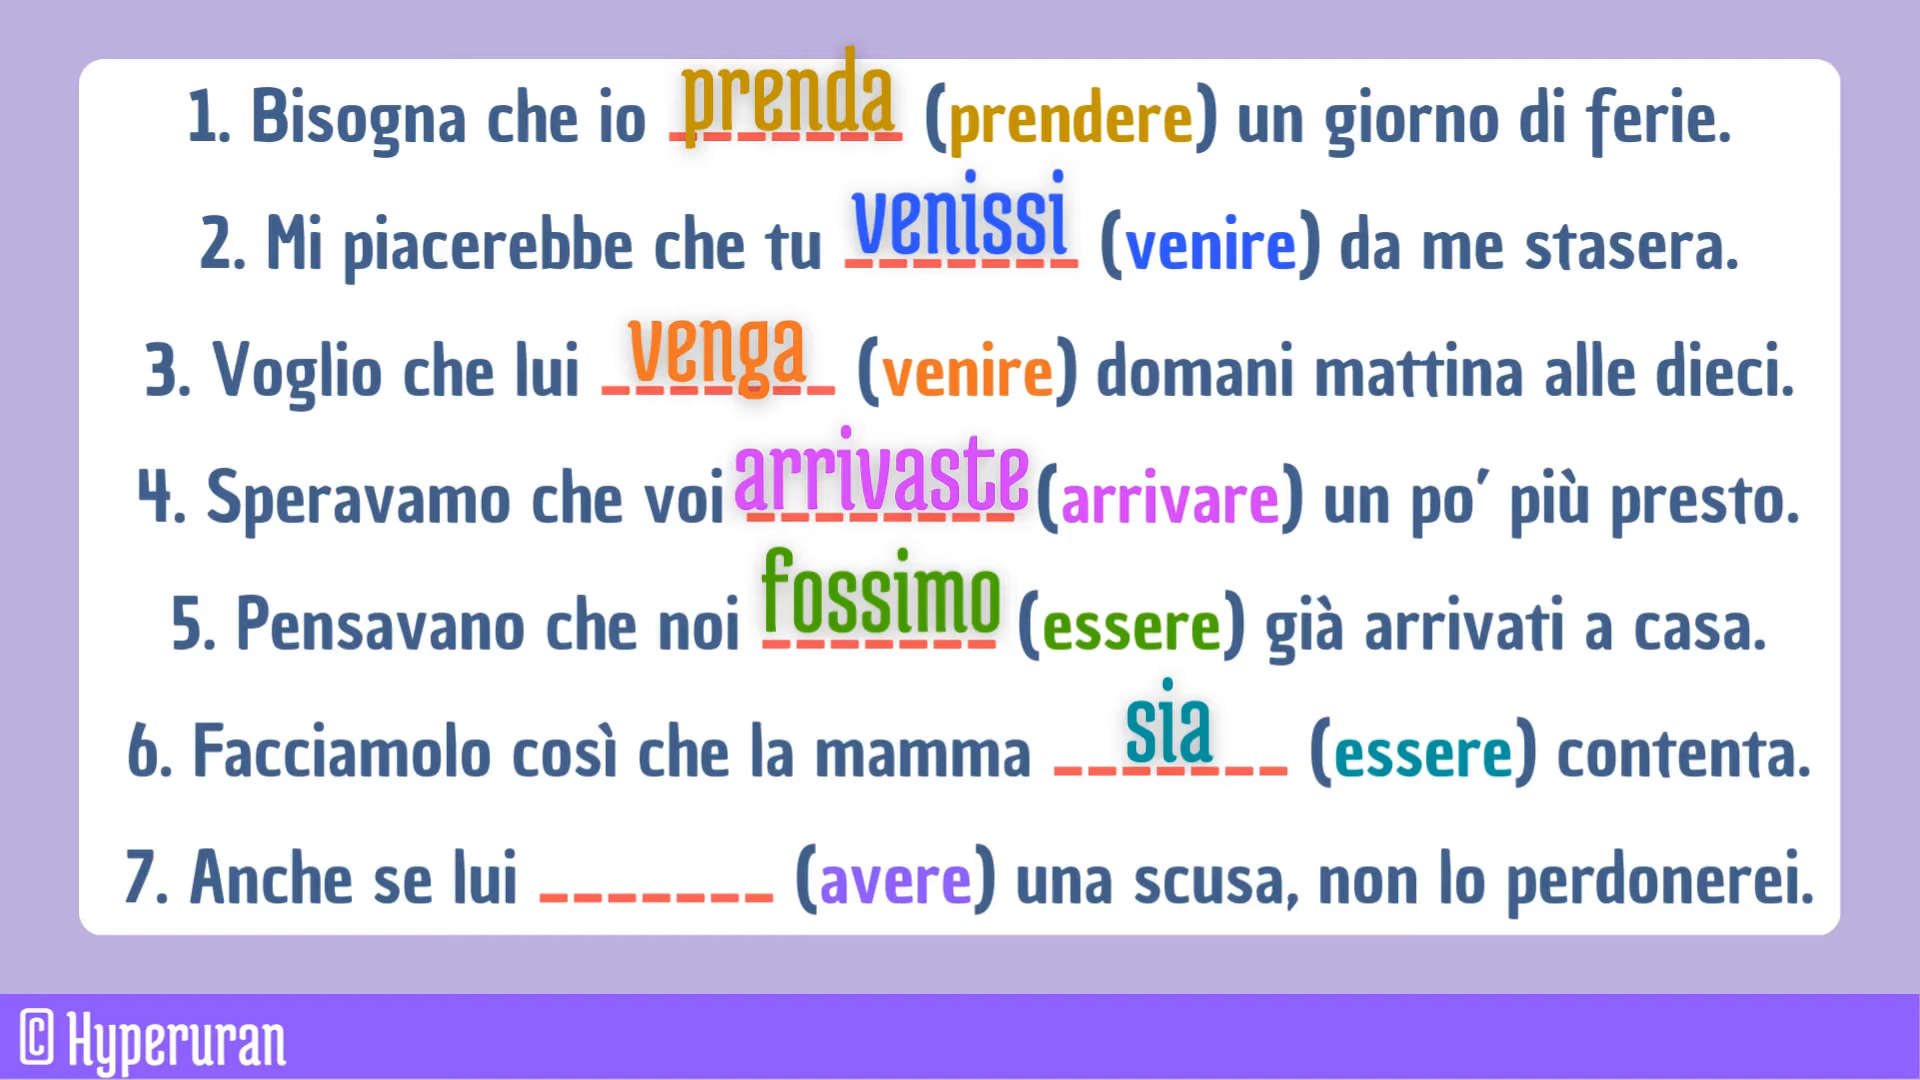 1. Bisogna che io prenda (prendere) un giorno di ferie.
2. Mi piacerebbe che tu venissi (venire) da me stasera.
3. Voglio che lui venga (venire) domani mattina alle dieci.
4. Speravamo che voi arrivaste (arrivare) un po' più presto.
5. Pensavano che noi fossimo (essere) già arrivati a casa.
6. Facciamolo così che la mamma sia (essere) contenta.
7. Anche se lui _______ (avere) una scusa, non lo perdonerei.
© Hyperuran